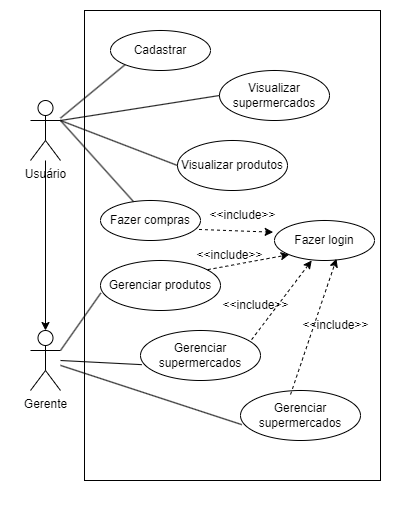 Cadastrar
Visualizar
supermercados
Usuário
Visualizar produtos
Fazer compras
<<include>>
Fazer login
<<include>>
Gerenciar produtos
<<include>>
<<include>>
Gerenciar
supermercados
Gerente
Gerenciar
supermercados